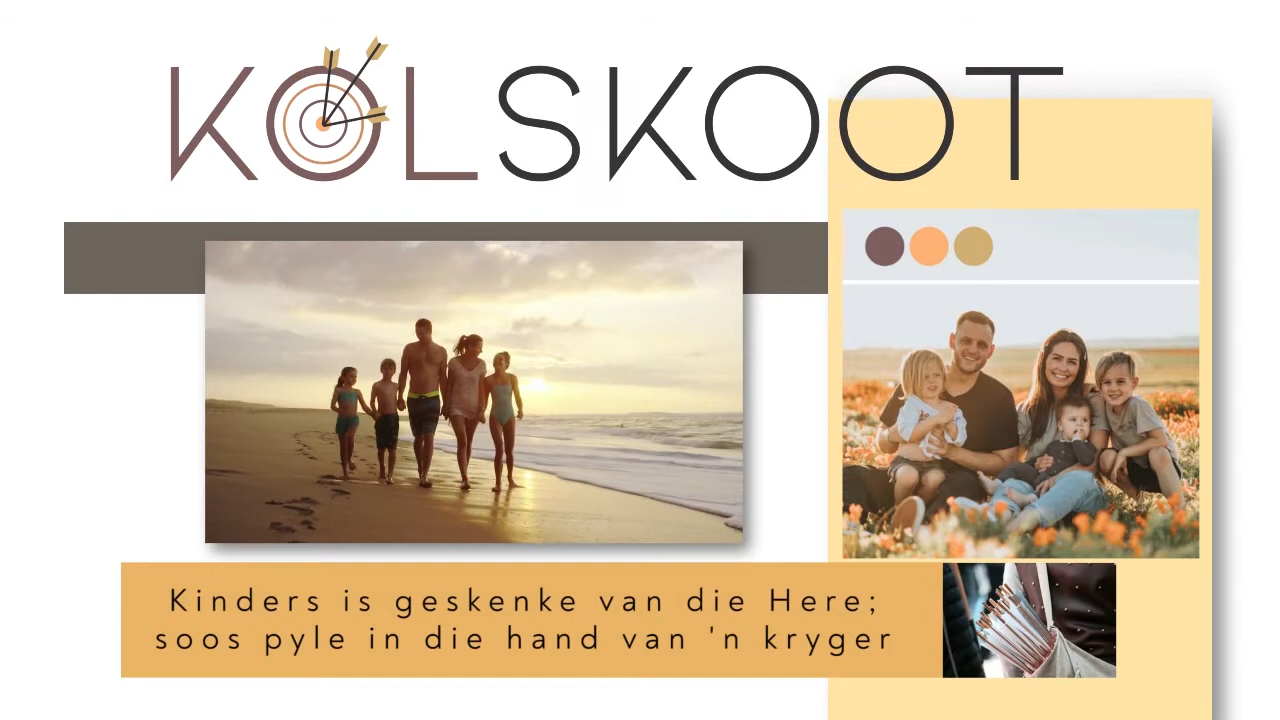 KOLSKOOT
Kinders is geskenke van die Here;
soos pyle in die hand van 'n kryger